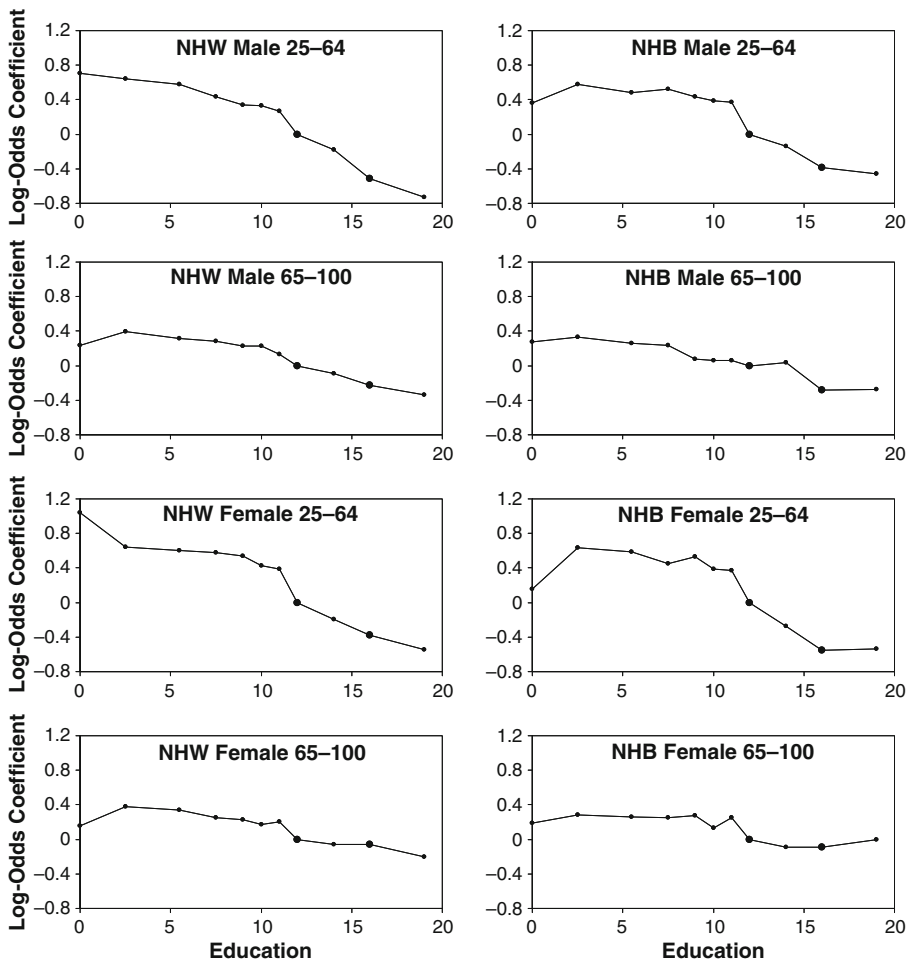 Log-Odds Coefficient
NHW Male 25–64
1.2
0.8
0.4
0
–0.4
–0.8
0 5 10 15 20
NHB Male 25–64
1.2
0.8
0.4
0
–0.4
–0.8
0 5 10 15 20
Log-Odds Coefficient
NHW Male 65–100
1.2
0.8
0.4
0
–0.4
–0.8
0 5 10 15 20
NHB Male 65–100
1.2
0.8
0.4
0
–0.4
–0.8
0 5 10 15 20
Log-Odds Coefficient
NHW Female 25–64
1.2
0.8
0.4
0
–0.4
–0.8
0 5 10 15 20
NHB Female 25–64
1.2
0.8
0.4
0
–0.4
–0.8
0 5 10 15 20
Log-Odds Coefficient
NHW Female 65–100
1.2
0.8
0.4
0
–0.4
–0.8
0 5 10 15 20
Education
NHB Female 65–100
1.2
0.8
0.4
0
–0.4
–0.8
0 5 10 15 20
Education